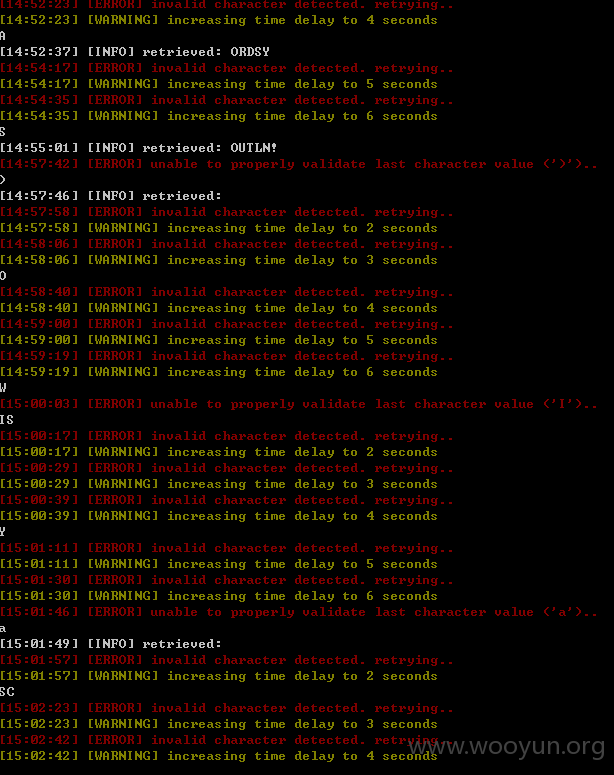 [14:52:23] [ERROR] invalid character detected. retrying..
[14:52:23] [WARNING] increasing time delay to 4 seconds
A
[14:52:37] [INFO] retrieved: ORDSY
[14:54:17] [ERROR] invalid character detected. retrying..
[14:54:17] [WARNING] increasing time delay to 5 seconds
[14:54:35] [ERROR] invalid character detected. retrying..
[14:54:35] [WARNING] increasing time delay to 6 seconds
S
[14:55:01] [INFO] retrieved: OUTLN!
[14:57:42] [ERROR] unable to properly validate last character value (')')..
)
[14:57:46] [INFO] retrieved:
[14:57:58] [ERROR] invalid character detected. retrying..
[14:57:58] [WARNING] increasing time delay to 2 seconds
[14:58:06] [ERROR] invalid character detected. retrying..
[14:58:06] [WARNING] increasing time delay to 3 seconds
O
[14:58:40] [ERROR] invalid character detected. retrying..
[14:58:40] [WARNING] increasing time delay to 4 seconds
[14:59:00] [ERROR] invalid character detected. retrying..
[14:59:00] [WARNING] increasing time delay to 5 seconds
[14:59:19] [ERROR] invalid character detected. retrying..
[14:59:19] [WARNING] increasing time delay to 6 seconds
W
[15:00:03] [ERROR] unable to properly validate last character value ('I')..
IS
[15:00:17] [ERROR] invalid character detected. retrying..
[15:00:17] [WARNING] increasing time delay to 2 seconds
[15:00:29] [ERROR] invalid character detected. retrying..
[15:00:29] [WARNING] increasing time delay to 3 seconds
[15:00:39] [ERROR] invalid character detected. retrying..
[15:00:39] [WARNING] increasing time delay to 4 seconds
Y
[15:01:11] [ERROR] invalid character detected. retrying..
[15:01:11] [WARNING] increasing time delay to 5 seconds
[15:01:30] [ERROR] invalid character detected. retrying..
[15:01:30] [WARNING] increasing time delay to 6 seconds
[15:01:46] [ERROR] unable to properly validate last character value ('a')..
a
[15:01:49] [INFO] retrieved:
[15:01:57] [ERROR] invalid character detected. retrying..
[15:01:57] [WARNING] increasing time delay to 2 seconds
SC
[15:02:23] [ERROR] invalid character detected. retrying..
[15:02:23] [WARNING] increasing time delay to 3 seconds
[15:02:42] [ERROR] invalid character detected. retrying..
[15:02:42] [WARNING] increasing time delay to 4 seconds
www.wooyun.org